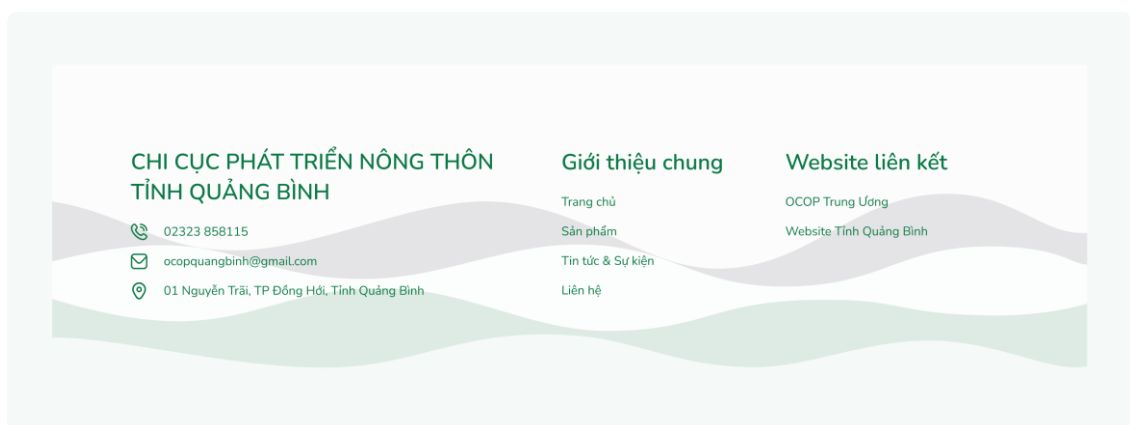 CHI CỤC PHÁT TRIỂN NÔNG THÔN
TỈNH QUẢNG BÌNH
02323 858115
ocopquangbinh@gmail.com
01 Nguyễn Trãi, TP Đồng Hới, Tỉnh Quảng Bình
Giới thiệu chung
Trang chủ
Sản phẩm
Tin tức & Sự kiện
Liên hệ
Website liên kết
OCOP Trung Ương
Website Tỉnh Quảng Bình